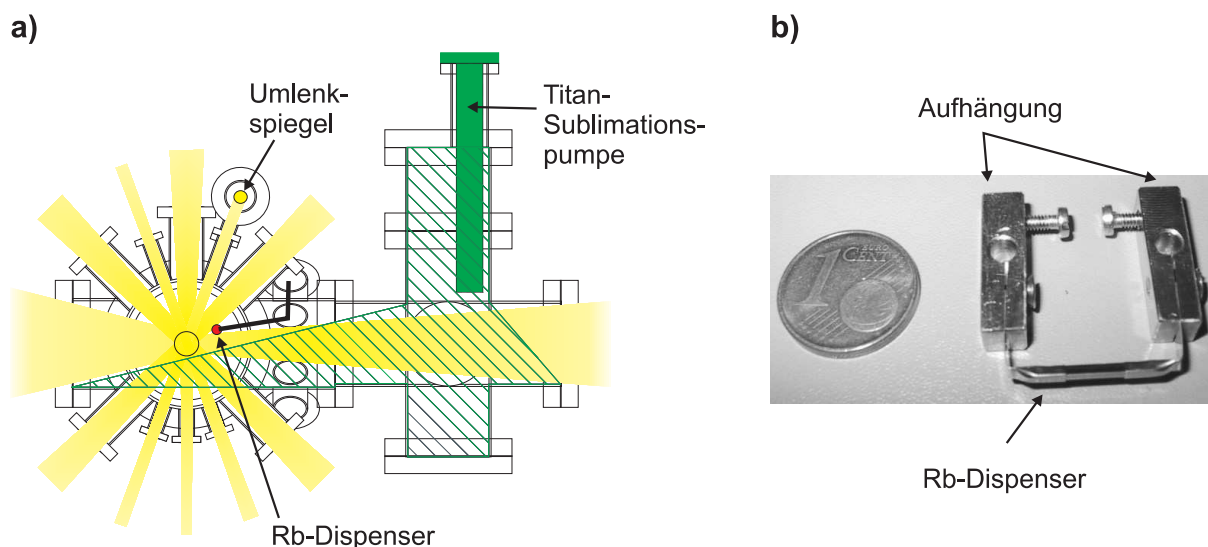 a)
Umlenk-
spiegel
Titan-
Sublimations-
pumpe
Rb-Dispenser
b)
Aufhängung
1
EURO
CENT
Rb-Dispenser